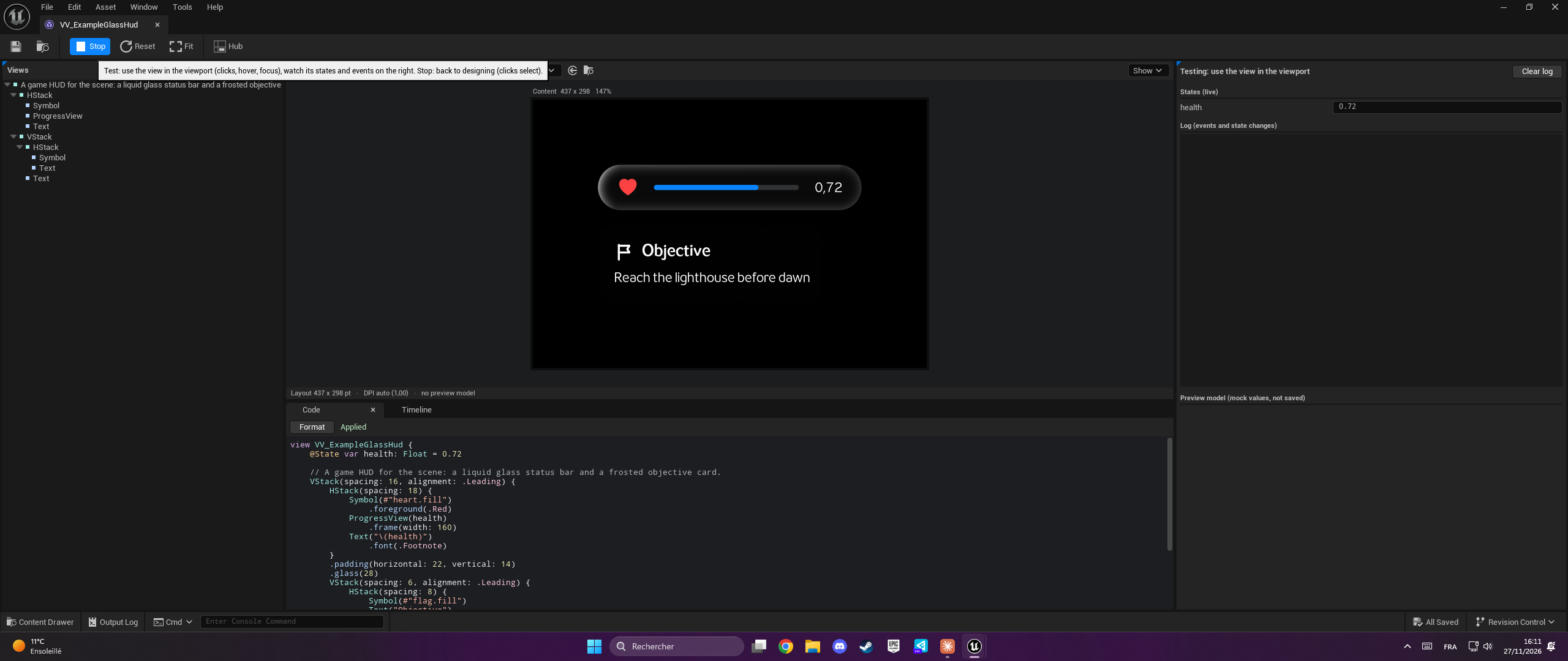 File Edit Asset Window Tools Help
VV_ExampleGlassHud
Stop Reset Fit Hub
Views
Test: use the view in the viewport (clicks, hover, focus), watch its states and events on the right. Stop: back to designing (clicks select).
Show
Testing: use the view in the viewport
Clear log
A game HUD for the scene: a liquid glass status bar and a frosted objective
HStack
Symbol
ProgressView
Text
VStack
HStack
Symbol
Text
Text
Content 437 x 298 147%
0,72
Objective
Reach the lighthouse before dawn
States (live)
health 0.72
Log (events and state changes)
Preview model (mock values, not saved)
Layout 437 x 298 pt · DPI auto (1,00) · no preview model
Code Timeline
Format Applied
view VV_ExampleGlassHud {
@State var health: Float = 0.72
// A game HUD for the scene: a liquid glass status bar and a frosted objective card.
VStack(spacing: 16, alignment: .Leading) {
HStack(spacing: 18) {
Symbol(#"heart.fill")
.foreground(.Red)
ProgressView(health)
.frame(width: 160)
Text("\(health)")
.font(.Footnote)
}
.padding(horizontal: 22, vertical: 14)
.glass(28)
VStack(spacing: 6, alignment: .Leading) {
HStack(spacing: 8) {
Symbol(#"flag.fill")
Text("Objective")
Content Drawer Output Log Cmd Enter Console Command
All Saved Revision Control
11°C
Ensoleillé
Rechercher
FRA
16:11
27/11/2026